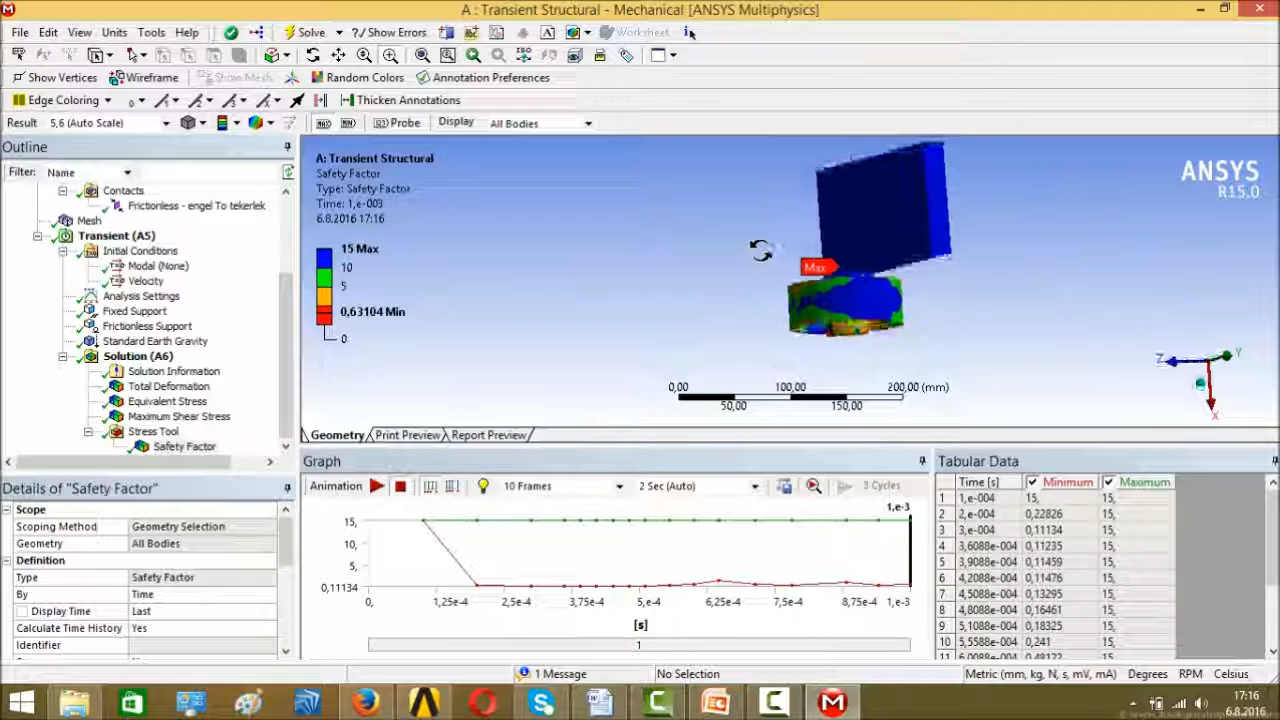 A : Transient Structural - Mechanical [ANSYS Multiphysics]
File Edit View Units Tools Help Solve ?/ Show Errors Worksheet
Show Vertices Wireframe Show Mesh Random Colors Annotation Preferences
Edge Coloring Thicken Annotations
Result 5,6 (Auto Scale) Probe Display All Bodies
Outline
Filter: Name
Contacts
Frictionless - engel To tekerlek
Mesh
Transient (A5)
Initial Conditions
Modal (None)
Velocity
Analysis Settings
Fixed Support
Frictionless Support
Standard Earth Gravity
Solution (A6)
Solution Information
Total Deformation
Equivalent Stress
Maximum Shear Stress
Stress Tool
Safety Factor
A: Transient Structural
Safety Factor
Type: Safety Factor
Time: 1,e-003
6.8.2016 17:16
15 Max
10
5
0,63104 Min
0
Max
ANSYS
R15.0
Z Y
X
0,00 100,00 200,00 (mm)
50,00 150,00
Geometry Print Preview Report Preview
Details of "Safety Factor"
Scope
Scoping Method Geometry Selection
Geometry All Bodies
Definition
Type Safety Factor
By Time
Display Time Last
Calculate Time History Yes
Identifier
Graph
Animation 10 Frames 2 Sec (Auto) 3 Cycles
1,e-3
15,
10,
5,
0,11134
0, 1,25e-4 2,5e-4 3,75e-4 5,e-4 6,25e-4 7,5e-4 8,75e-4 1,e-3
[s]
1
Tabular Data
Time [s] Minimum Maximum
1 1,e-004 15, 15,
2 2,e-004 0,22826 15,
3 3,e-004 0,11134 15,
4 3,6088e-004 0,11235 15,
5 3,9088e-004 0,11459 15,
6 4,2088e-004 0,11476 15,
7 4,5088e-004 0,13295 15,
8 4,8088e-004 0,16461 15,
9 5,1088e-004 0,18325 15,
10 5,5588e-004 0,241 15,
11 6,0088e-004 0,48122 15,
1 Message No Selection Metric (mm, kg, N, s, mV, mA) Degrees RPM Celsius
17:16
6.8.2016